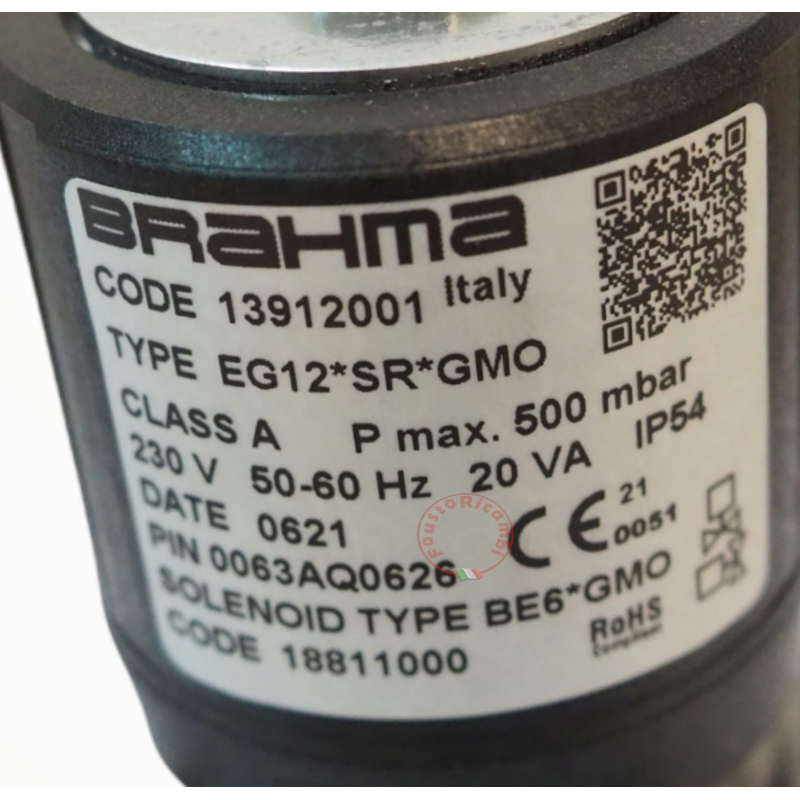 BRAHMA
CODE 13912001 Italy
TYPE EG12*SR*GMO
CLASS A P max. 500 mbar
230 V 50-60 Hz 20 VA IP54
DATE 0621
CE 21 0051
PIN 0063AQ0626
SOLENOID TYPE BE6*GMO
CODE 18811000
RoHS
Compliant
FaustoRicambi